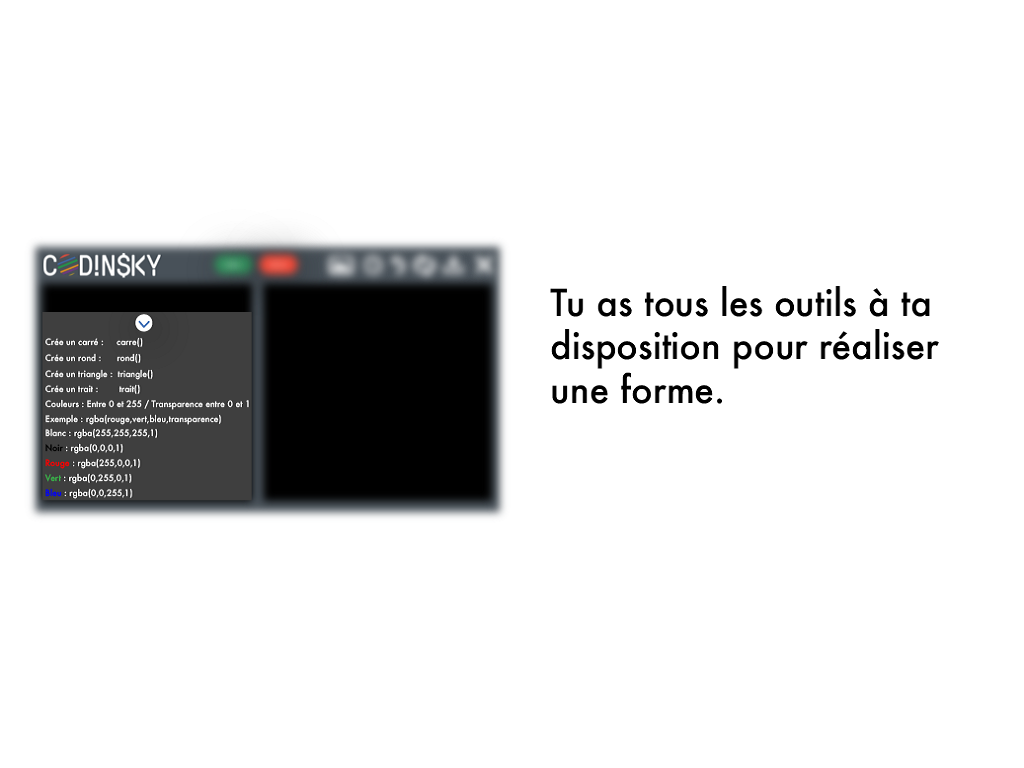 CODINSKY
Crée un carré : carre()
Crée un rond : rond()
Crée un triangle : triangle()
Crée un trait : trait()
Couleurs : Entre 0 et 255 / Transparence entre 0 et 1
Exemple : rgba(rouge,vert,bleu,transparence)
Blanc : rgba(255,255,255,1)
Noir : rgba(0,0,0,1)
Rouge : rgba(255,0,0,1)
Vert : rgba(0,255,0,1)
Bleu : rgba(0,0,255,1)
Tu as tous les outils à ta
disposition pour réaliser
une forme.